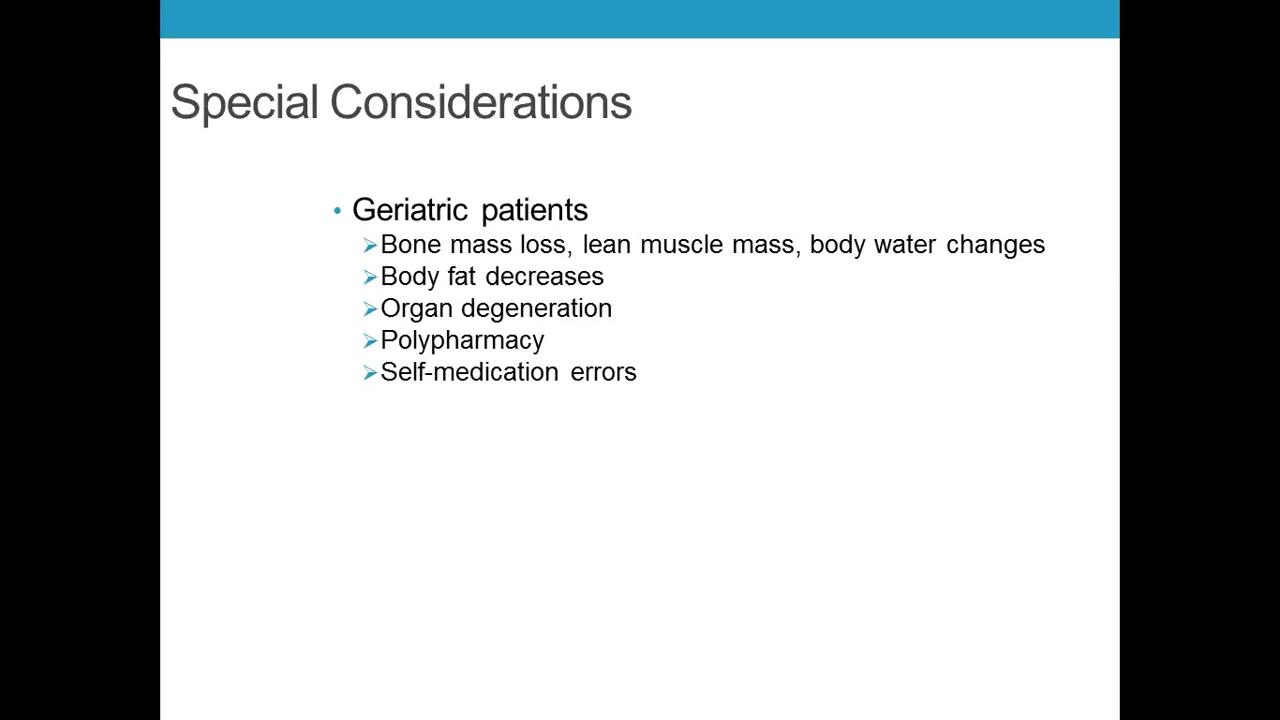 Special Considerations
• Geriatric patients
➢Bone mass loss, lean muscle mass, body water changes
➢Body fat decreases
➢Organ degeneration
➢Polypharmacy
➢Self-medication errors